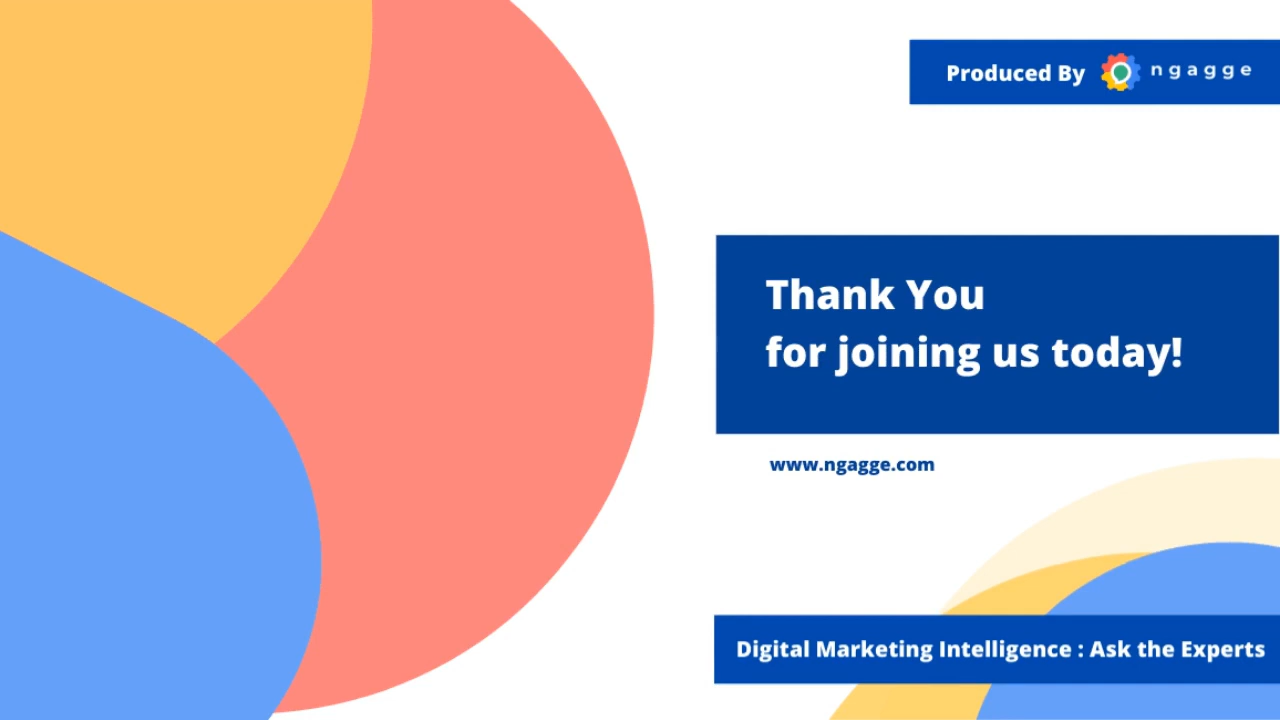 Produced By ngagge
Thank You
for joining us today!
www.ngagge.com
Digital Marketing Intelligence : Ask the Experts